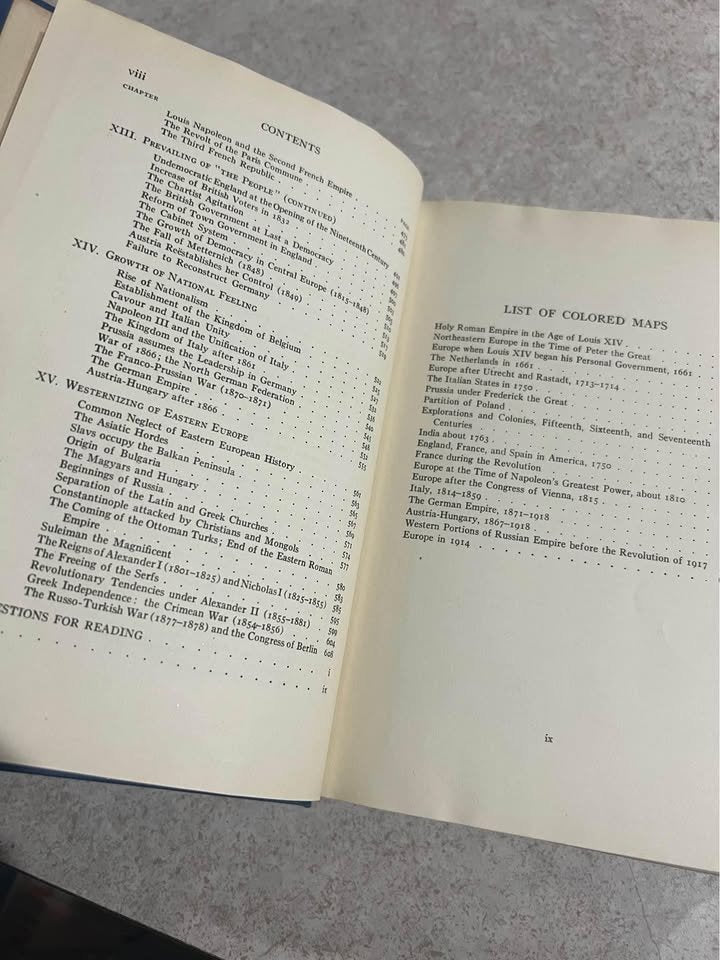 viii
CONTENTS
CHAPTER
Louis Napoleon and the Second French Empire
The Revolt of the Paris Commune
The Third French Republic
XIII. PREVAILING OF "THE PEOPLE" (CONTINUED)
Undemocratic England at the Opening of the Nineteenth Century
Increase of British Voters in 1832
The Chartist Agitation
The British Government at Last a Democracy
Reform of Town Government in England
The Cabinet System
The Growth of Democracy in Central Europe (1815-1848)
The Fall of Metternich (1848)
Austria Reëstablishes her Control (1849)
Failure to Reconstruct Germany
XIV. GROWTH OF NATIONAL FEELING
Rise of Nationalism
Establishment of the Kingdom of Belgium
Cavour and Italian Unity
Napoleon III and the Unification of Italy
The Kingdom of Italy after 1861
Prussia assumes the Leadership in Germany
War of 1866; the North German Federation
The Franco-Prussian War (1870-1871)
The German Empire
Austria-Hungary after 1866
XV. WESTERNIZING OF EASTERN EUROPE
Common Neglect of Eastern European History
The Asiatic Hordes
Slavs occupy the Balkan Peninsula
Origin of Bulgaria
The Magyars and Hungary
Beginnings of Russia
Separation of the Latin and Greek Churches
Constantinople attacked by Christians and Mongols
The Coming of the Ottoman Turks; End of the Eastern Roman
Empire 580
Suleiman the Magnificent 583
The Reigns of Alexander I (1801-1825) and Nicholas I (1825-1855) 585
The Freeing of the Serfs 595
Revolutionary Tendencies under Alexander II (1855-1881) 599
Greek Independence: the Crimean War (1854-1856) 604
The Russo-Turkish War (1877-1878) and the Congress of Berlin 608
ESTIONS FOR READING i
LIST OF COLORED MAPS
Holy Roman Empire in the Age of Louis XIV
Northeastern Europe in the Time of Peter the Great
Europe when Louis XIV began his Personal Government, 1661
The Netherlands in 1661
Europe after Utrecht and Rastadt, 1713-1714
The Italian States in 1750
Prussia under Frederick the Great
Partition of Poland
Explorations and Colonies, Fifteenth, Sixteenth, and Seventeenth
Centuries
India about 1763
England, France, and Spain in America, 1750
France during the Revolution
Europe at the Time of Napoleon's Greatest Power, about 1810
Europe after the Congress of Vienna, 1815
Italy, 1814-1859
The German Empire, 1871-1918
Austria-Hungary, 1867-1918
Western Portions of Russian Empire before the Revolution of 1917
Europe in 1914
ix